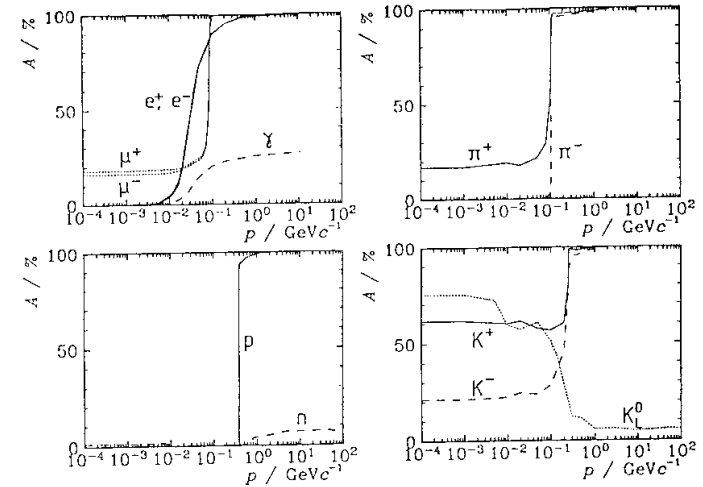 100
A / %
50
0
e⁺, e⁻
μ⁺
μ⁻
γ
10⁻⁴ 10⁻³ 10⁻² 10⁻¹ 10⁰ 10¹ 10²
p / GeVc⁻¹
100
A / %
50
0
π⁺
π⁻
10⁻⁴ 10⁻³ 10⁻² 10⁻¹ 10⁰ 10¹ 10²
p / GeVc⁻¹
100
A / %
50
0
p
n
10⁻⁴ 10⁻³ 10⁻² 10⁻¹ 10⁰ 10¹ 10²
p / GeVc⁻¹
100
A / %
50
0
K⁺
K⁻
K⁰L
10⁻⁴ 10⁻³ 10⁻² 10⁻¹ 10⁰ 10¹ 10²
p / GeVc⁻¹